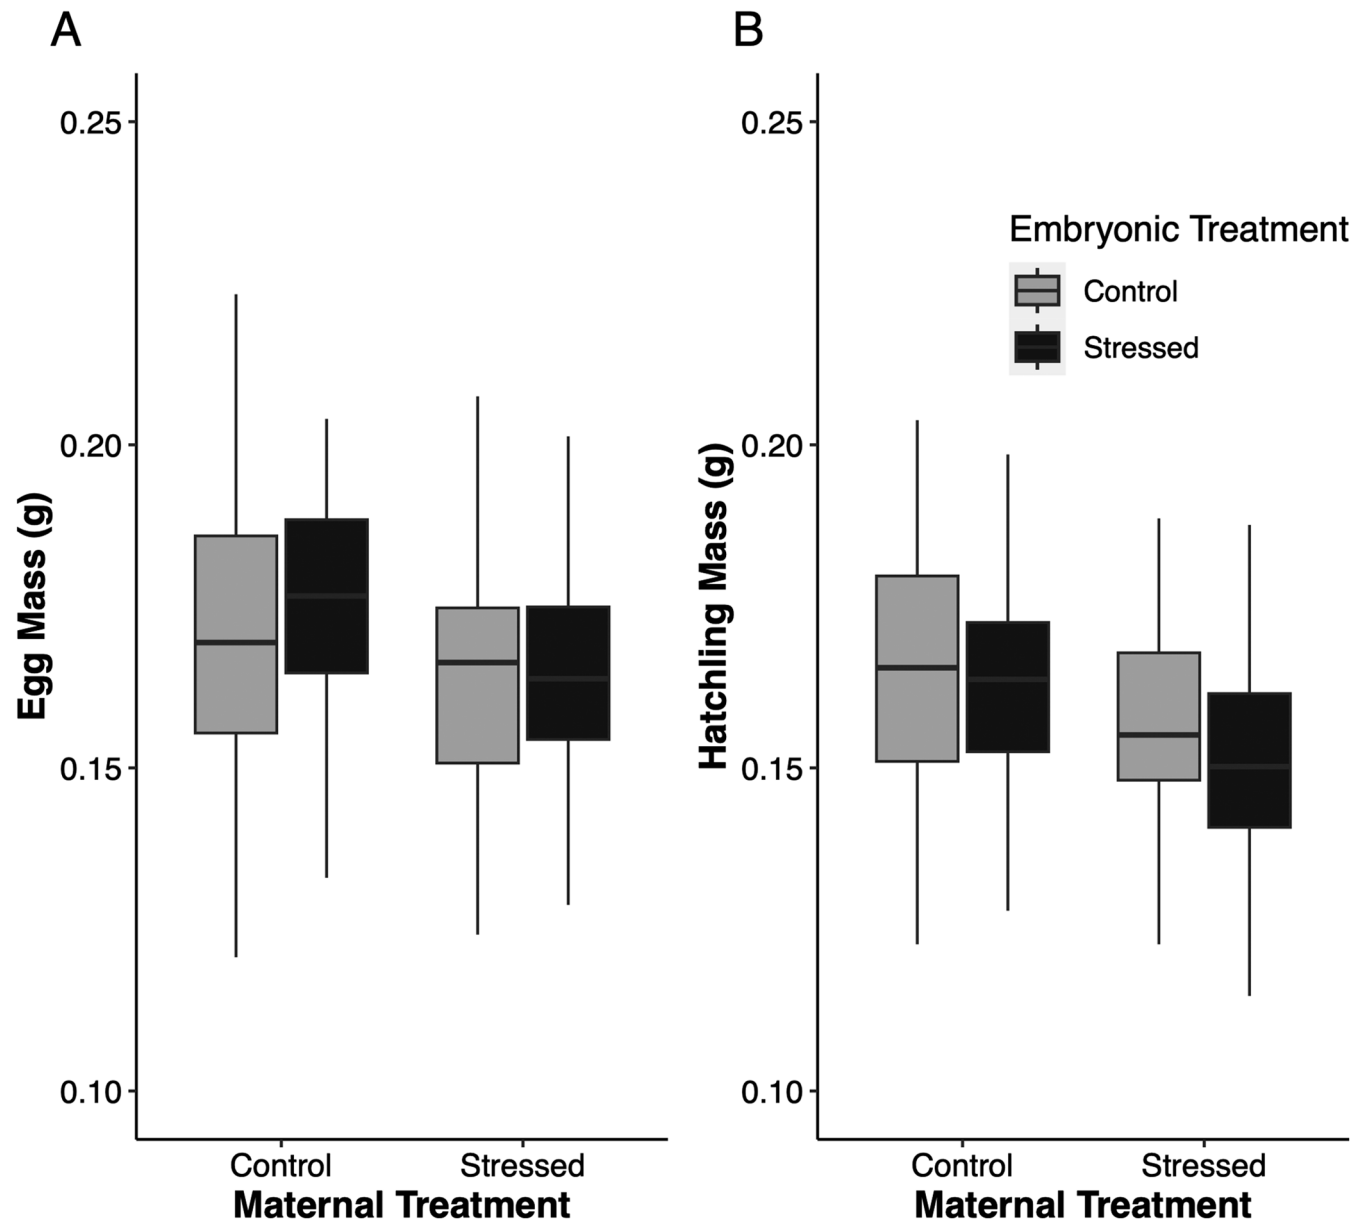 A
0.25
0.20
0.15
0.10
Egg Mass (g)
Control
Stressed
Maternal Treatment
B
0.25
0.20
0.15
0.10
Hatchling Mass (g)
Embryonic Treatment
Control
Stressed
Control
Stressed
Maternal Treatment